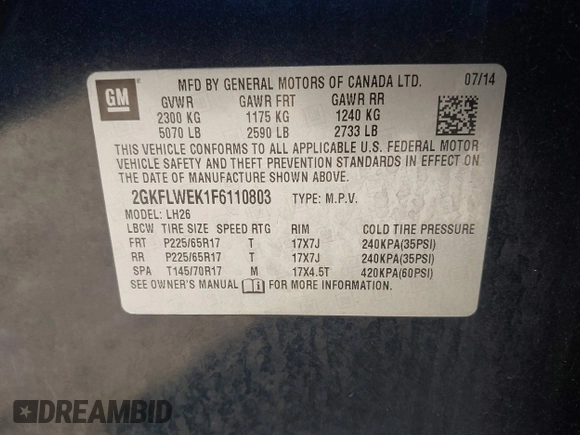 GM
MFD BY GENERAL MOTORS OF CANADA LTD. 07/14
GVWR GAWR FRT GAWR RR
2300 KG 1175 KG 1240 KG
5070 LB 2590 LB 2733 LB
THIS VEHICLE CONFORMS TO ALL APPLICABLE U.S. FEDERAL MOTOR
VEHICLE SAFETY AND THEFT PREVENTION STANDARDS IN EFFECT ON
THE DATE OF MANUFACTURE SHOWN ABOVE.
2GKFLWEK1F6110803 TYPE: M.P.V.
MODEL: LH26
LBCW TIRE SIZE SPEED RTG RIM COLD TIRE PRESSURE
FRT P225/65R17 T 17X7J 240KPA(35PSI)
RR P225/65R17 T 17X7J 240KPA(35PSI)
SPA T145/70R17 M 17X4.5T 420KPA(60PSI)
SEE OWNER'S MANUAL FOR MORE INFORMATION.
DREAMBID